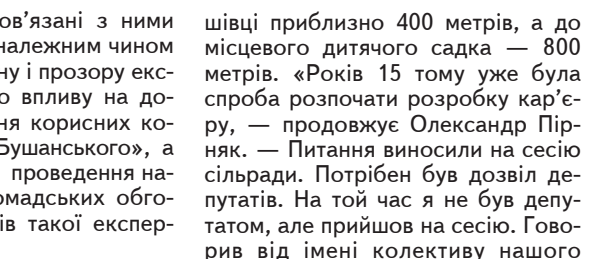 ов’язані з ними
належним чином
ну і прозору екс-
о впливу на до-
ня корисних ко-
Бушанського», а
проведення на-
омадських обго-
ів такої експер-
шівці приблизно 400 метрів, а до
місцевого дитячого садка — 800
метрів. «Років 15 тому уже була
спроба розпочати розробку кар’є-
ру, — продовжує Олександр Пір-
няк. — Питання виносили на сесію
сільради. Потрібен був дозвіл де-
путатів. На той час я не був депу-
татом, але прийшов на сесію. Гово-
рив від імені колективу нашого